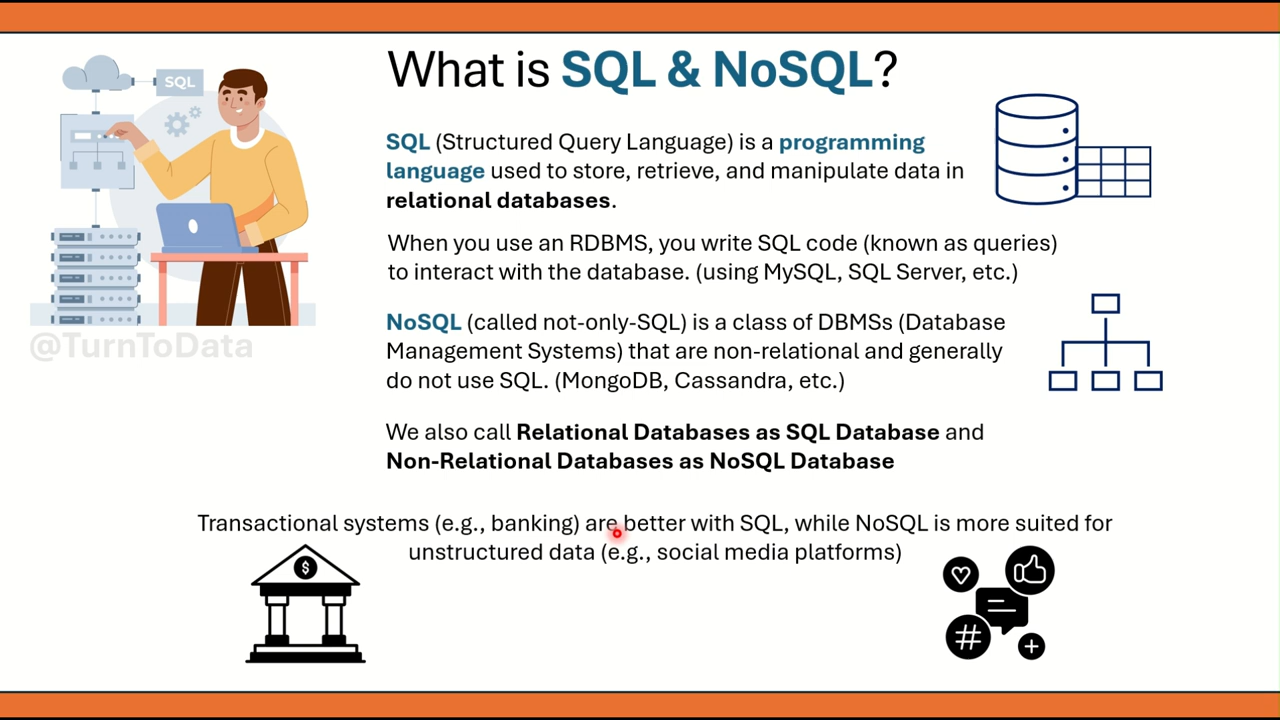 What is SQL & NoSQL?
SQL
SQL (Structured Query Language) is a programming
language used to store, retrieve, and manipulate data in
relational databases.
When you use an RDBMS, you write SQL code (known as queries)
to interact with the database. (using MySQL, SQL Server, etc.)
NoSQL (called not-only-SQL) is a class of DBMSs (Database
Management Systems) that are non-relational and generally
do not use SQL. (MongoDB, Cassandra, etc.)
@TurnToData
We also call Relational Databases as SQL Database and
Non-Relational Databases as NoSQL Database
Transactional systems (e.g., banking) are better with SQL, while NoSQL is more suited for
unstructured data (e.g., social media platforms)
$
#